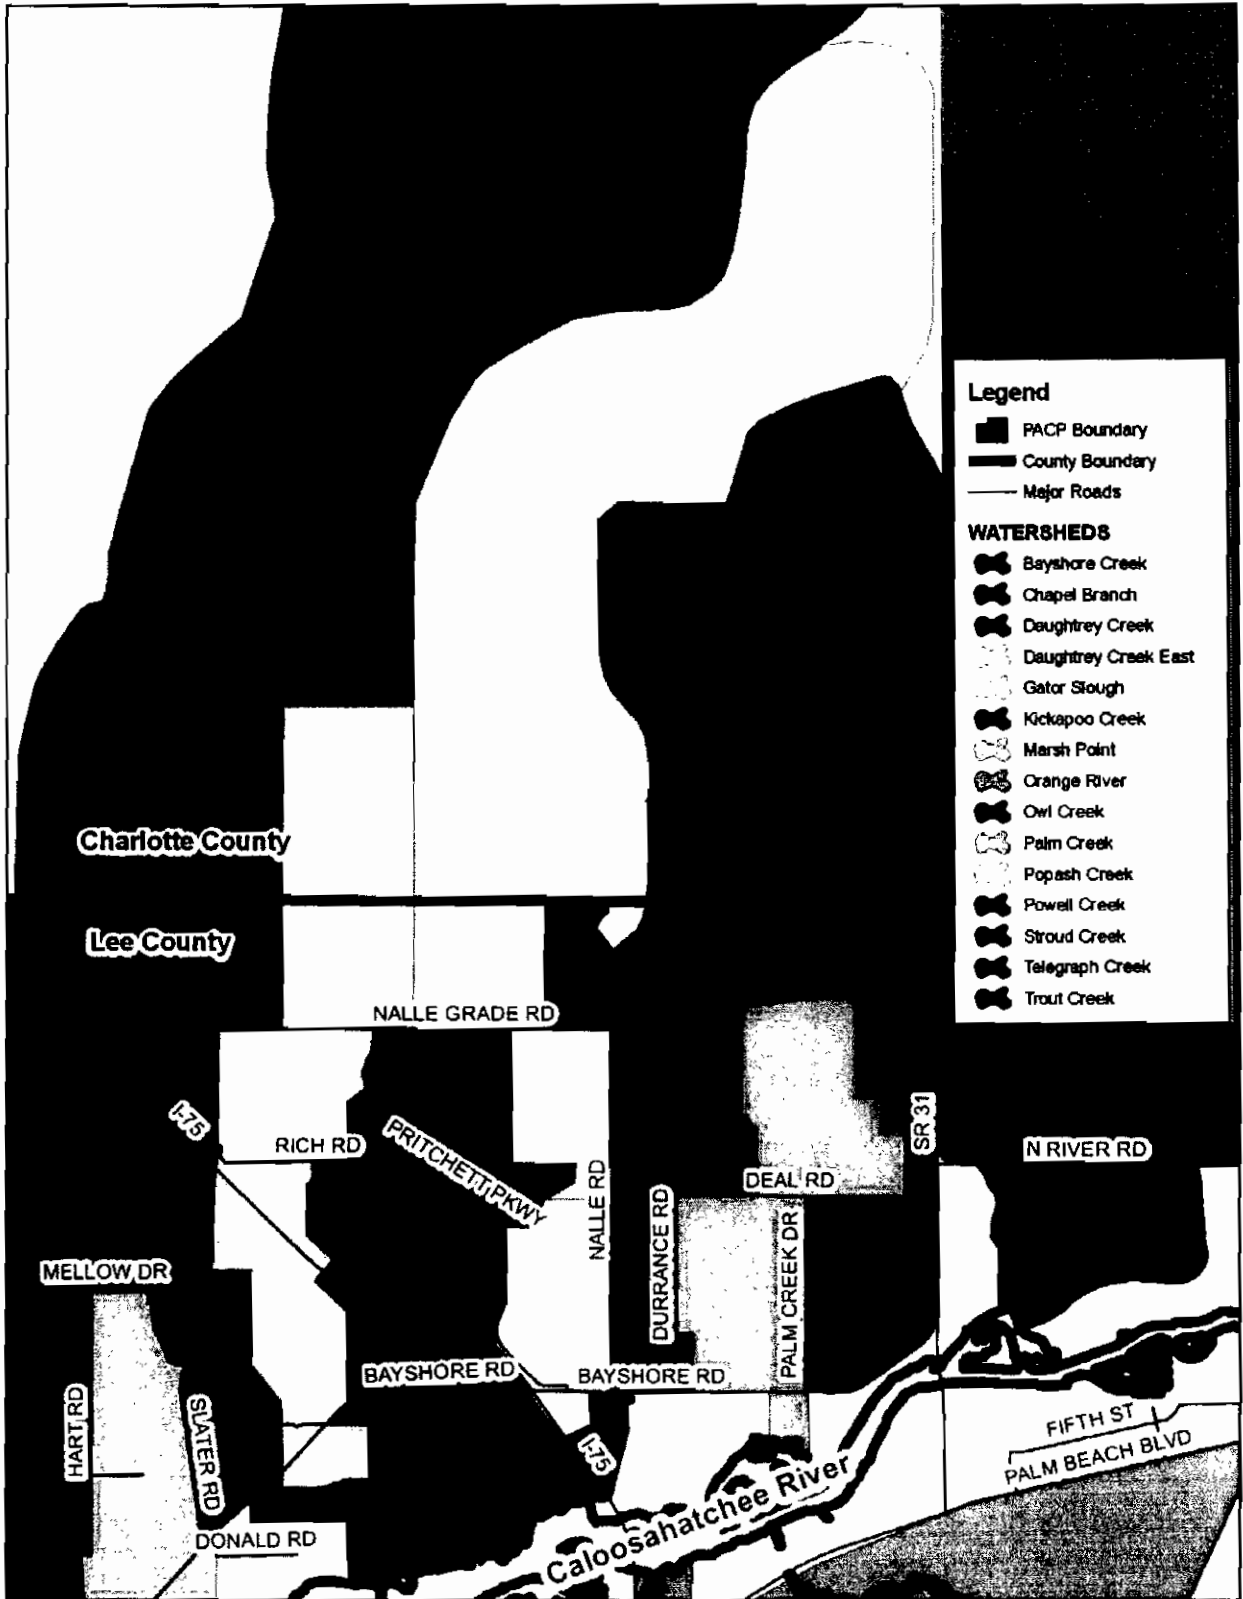 Legend
PACP Boundary
County Boundary
Major Roads
WATERSHEDS
Bayshore Creek
Chapel Branch
Daughtrey Creek
Daughtrey Creek East
Gator Slough
Kickapoo Creek
Marsh Point
Orange River
Owl Creek
Palm Creek
Popash Creek
Powell Creek
Stroud Creek
Telegraph Creek
Trout Creek
Charlotte County
Lee County
NALLE GRADE RD
I-75
RICH RD
PRITCHETT PKWY
NALLE RD
DURRANCE RD
DEAL RD
PALM CREEK DR
SR 31
N RIVER RD
MELLOW DR
HART RD
SLATER RD
BAYSHORE RD
BAYSHORE RD
I-75
FIFTH ST
PALM BEACH BLVD
DONALD RD
Caloosahatchee River